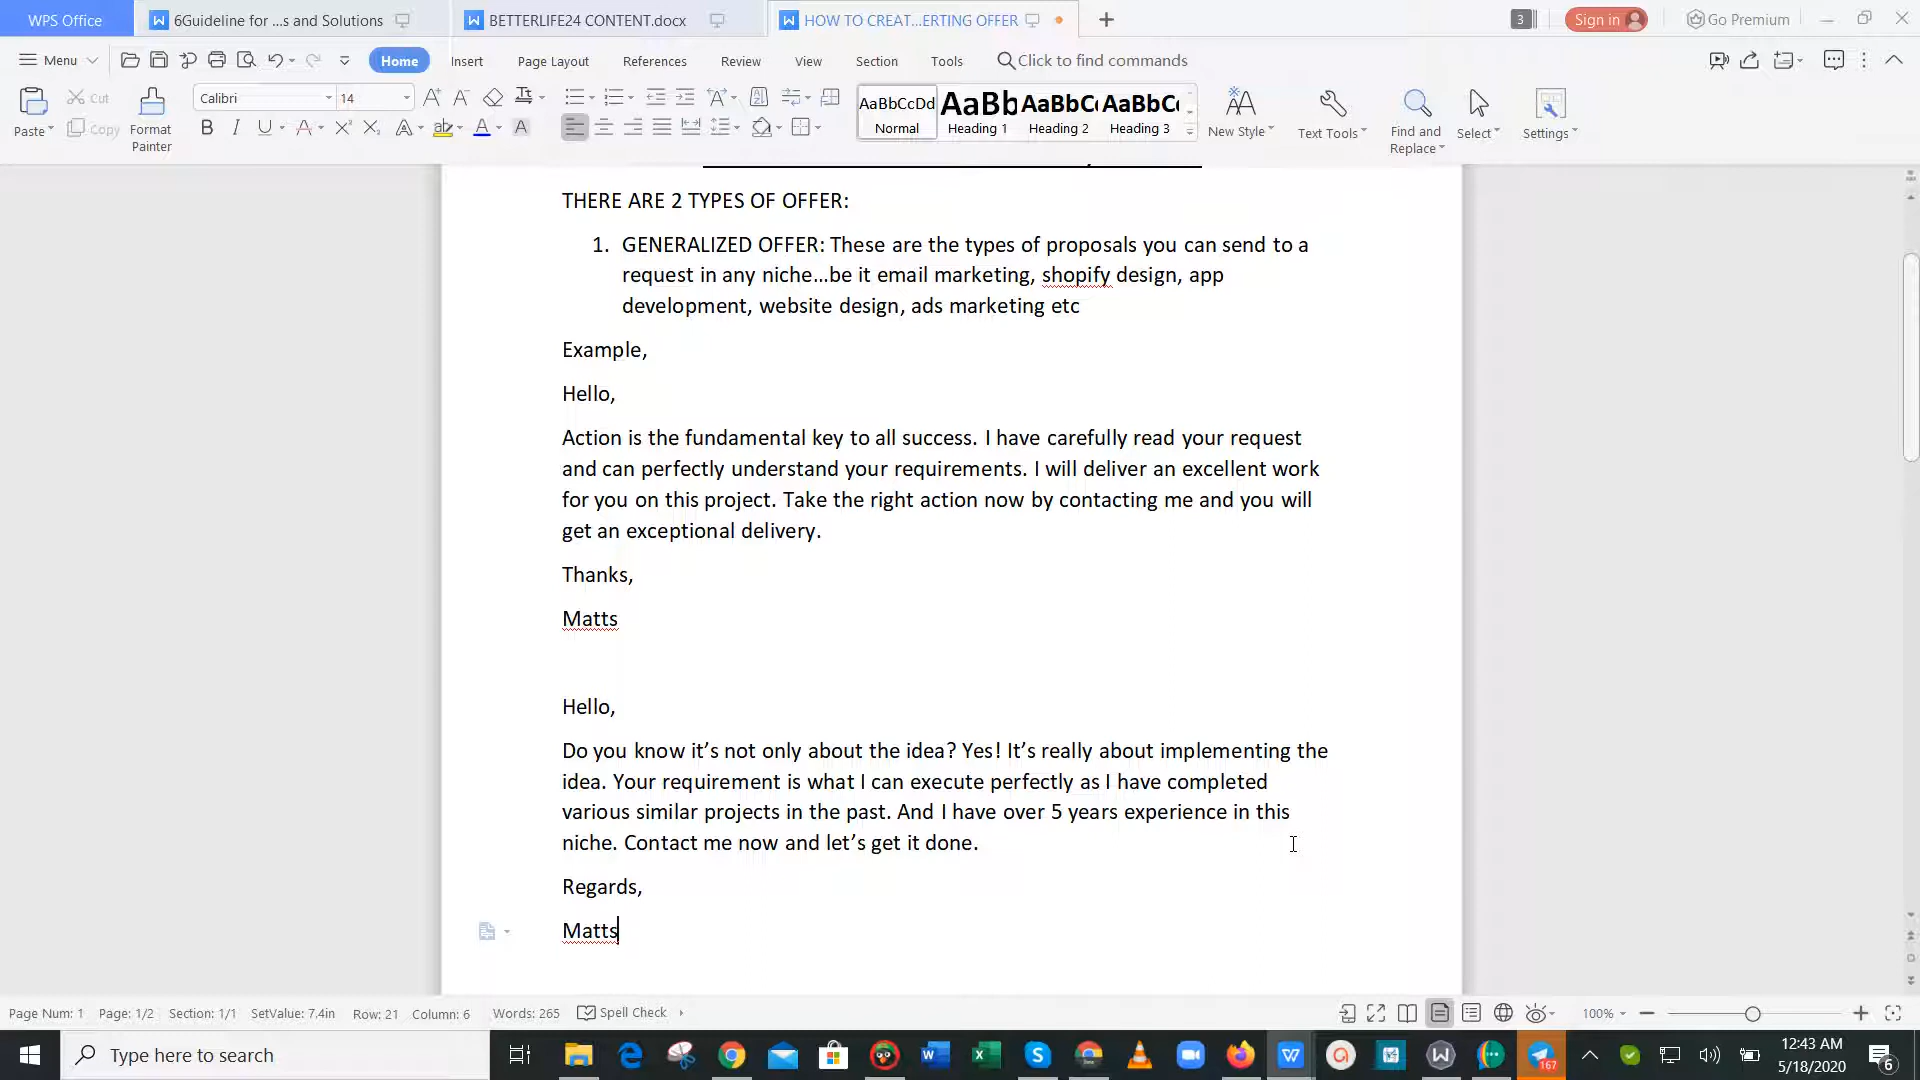 WPS Office
6Guideline for ...s and Solutions
BETTERLIFE24 CONTENT.docx
HOW TO CREAT...ERTING OFFER
3
Sign in
Go Premium
Menu
Home
Insert
Page Layout
References
Review
View
Section
Tools
Click to find commands
Paste
Cut
Copy
Format Painter
Calibri
14
AaBbCcDd
Normal
AaBb
Heading 1
AaBbC
Heading 2
AaBbC
Heading 3
New Style
Text Tools
Find and Replace
Select
Settings
THERE ARE 2 TYPES OF OFFER:
1. GENERALIZED OFFER: These are the types of proposals you can send to a
request in any niche...be it email marketing, shopify design, app
development, website design, ads marketing etc
Example,
Hello,
Action is the fundamental key to all success. I have carefully read your request
and can perfectly understand your requirements. I will deliver an excellent work
for you on this project. Take the right action now by contacting me and you will
get an exceptional delivery.
Thanks,
Matts
Hello,
Do you know it’s not only about the idea? Yes! It’s really about implementing the
idea. Your requirement is what I can execute perfectly as I have completed
various similar projects in the past. And I have over 5 years experience in this
niche. Contact me now and let’s get it done.
Regards,
Matts
Page Num: 1 Page: 1/2 Section: 1/1 SetValue: 7.4in Row: 21 Column: 6 Words: 265 Spell Check 100%
Type here to search
167
12:43 AM
5/18/2020
6